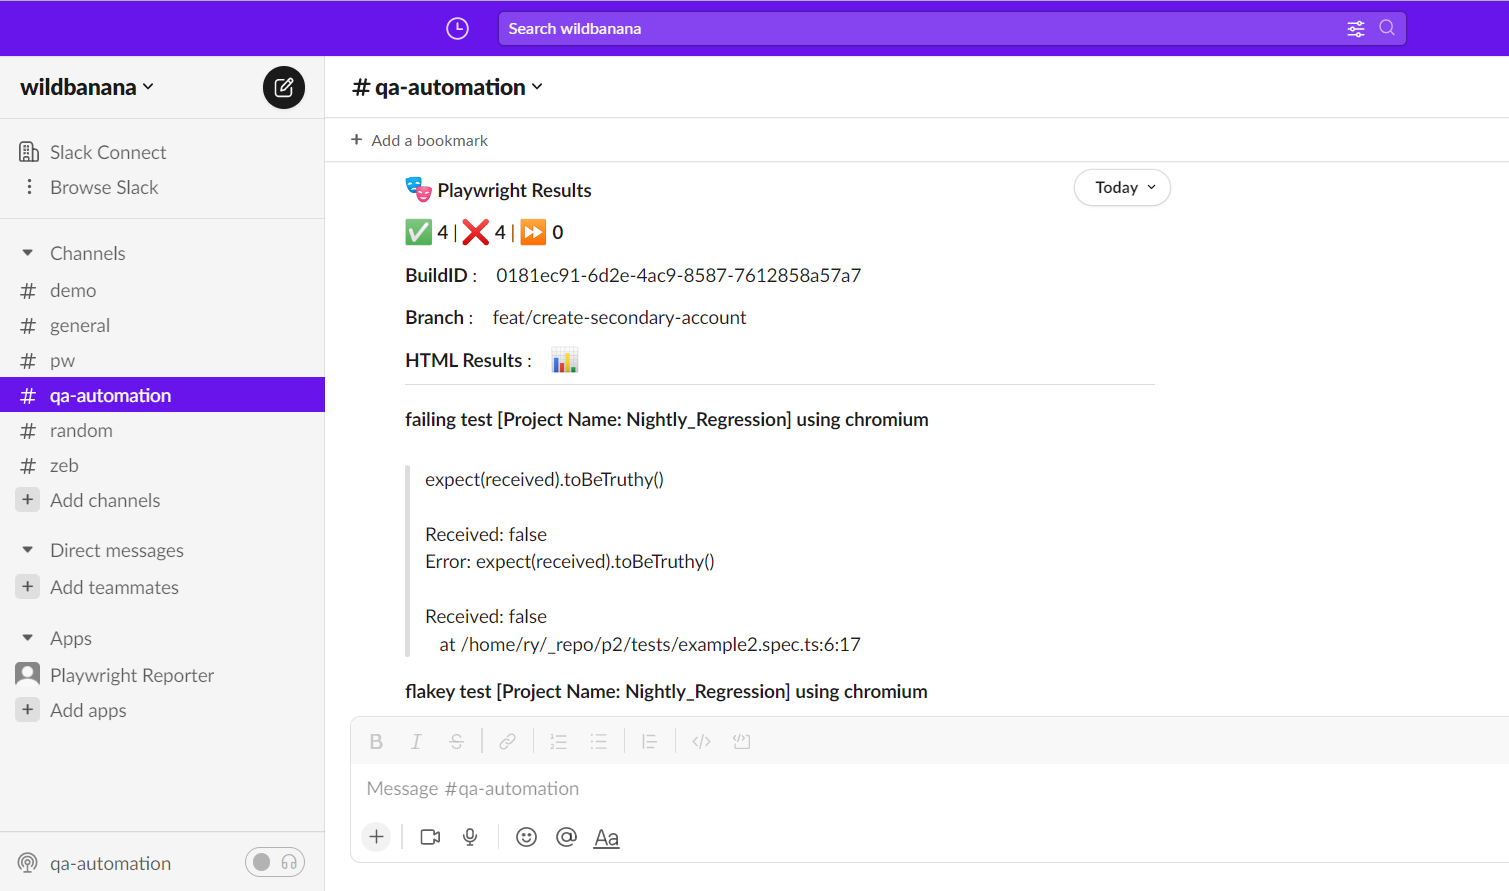 Search wildbanana
wildbanana
Slack Connect
Browse Slack
Channels
# demo
# general
# pw
# qa-automation
# random
# zeb
+ Add channels
Direct messages
+ Add teammates
Apps
Playwright Reporter
+ Add apps
qa-automation
# qa-automation
+ Add a bookmark
Today
Playwright Results
✅ 4 | ❌ 4 | ⏩ 0
BuildID : 0181ec91-6d2e-4ac9-8587-7612858a57a7
Branch : feat/create-secondary-account
HTML Results : 📊
failing test [Project Name: Nightly_Regression] using chromium
expect(received).toBeTruthy()
Received: false
Error: expect(received).toBeTruthy()
Received: false
at /home/ry/_repo/p2/tests/example2.spec.ts:6:17
flakey test [Project Name: Nightly_Regression] using chromium
B I S
Message #qa-automation
+ @ Aa